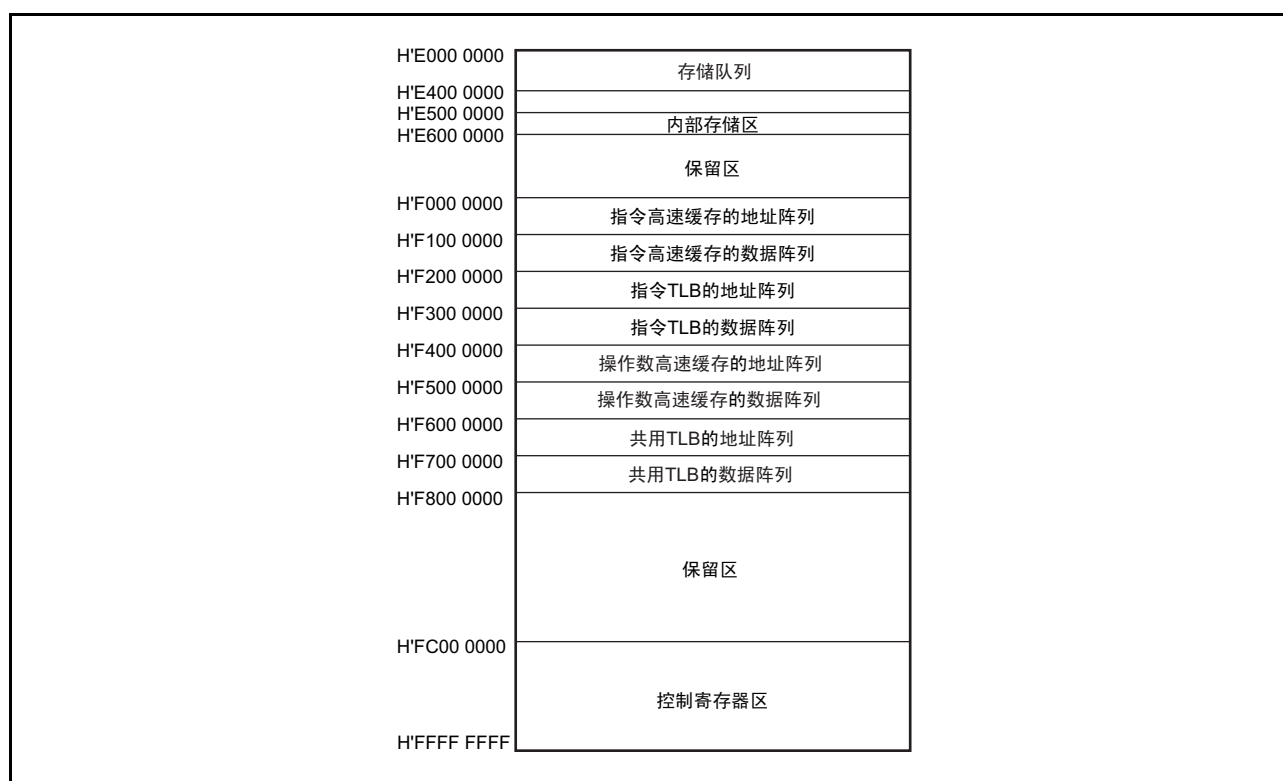 H'E000 0000
存储队列
H'E400 0000
H'E500 0000
内部存储区
H'E600 0000
保留区
H'F000 0000
指令高速缓存的地址阵列
H'F100 0000
指令高速缓存的数据阵列
H'F200 0000
指令TLB的地址阵列
H'F300 0000
指令TLB的数据阵列
H'F400 0000
操作数高速缓存的地址阵列
H'F500 0000
操作数高速缓存的数据阵列
H'F600 0000
共用TLB的地址阵列
H'F700 0000
共用TLB的数据阵列
H'F800 0000
保留区
H'FC00 0000
控制寄存器区
H'FFFF FFFF